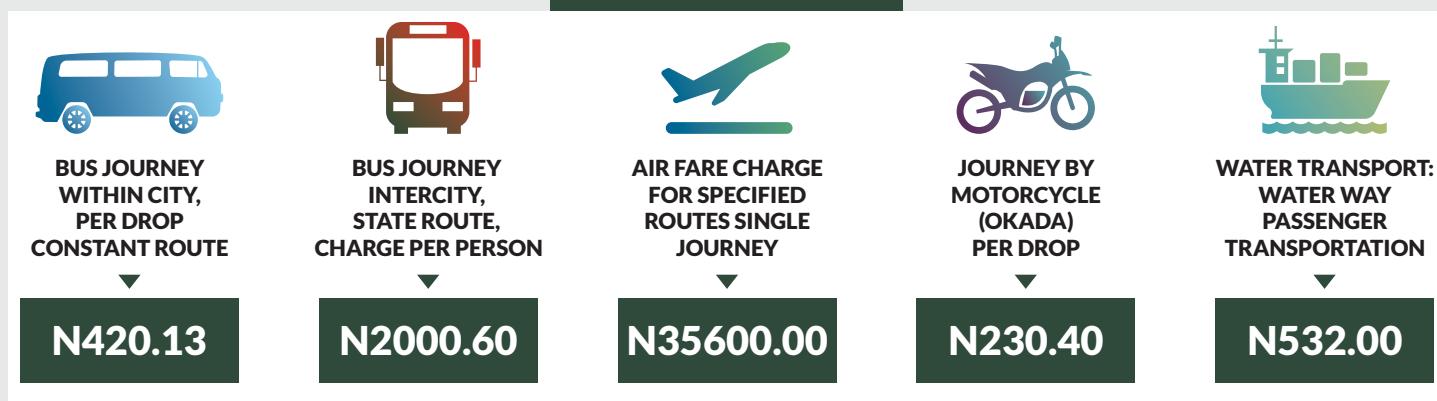 BUS JOURNEY
WITHIN CITY,
PER DROP
CONSTANT ROUTE
N420.13
BUS JOURNEY
INTERCITY,
STATE ROUTE,
CHARGE PER PERSON
N2000.60
AIR FARE CHARGE
FOR SPECIFIED
ROUTES SINGLE
JOURNEY
N35600.00
JOURNEY BY
MOTORCYCLE
(OKADA)
PER DROP
N230.40
WATER TRANSPORT:
WATER WAY
PASSENGER
TRANSPORTATION
N532.00